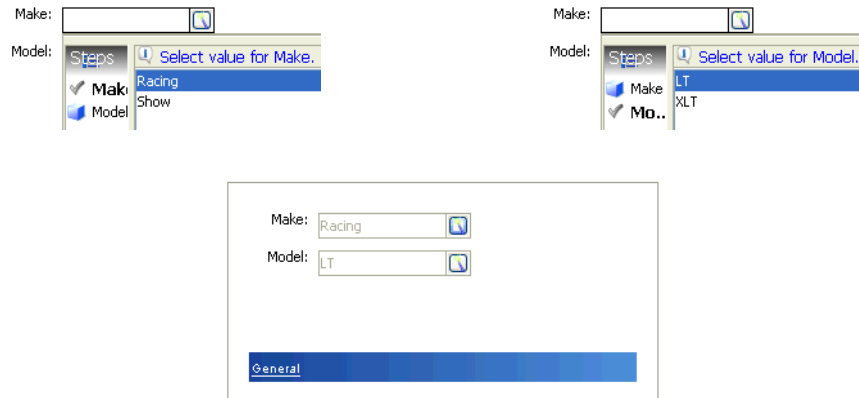 Make:
Model:
Steps
Select value for Make.
Mak
Model
Racing
Show
Make:
Model:
Steps
Select value for Model.
Make
Mo..
LT
XLT
Make: Racing
Model: LT
General